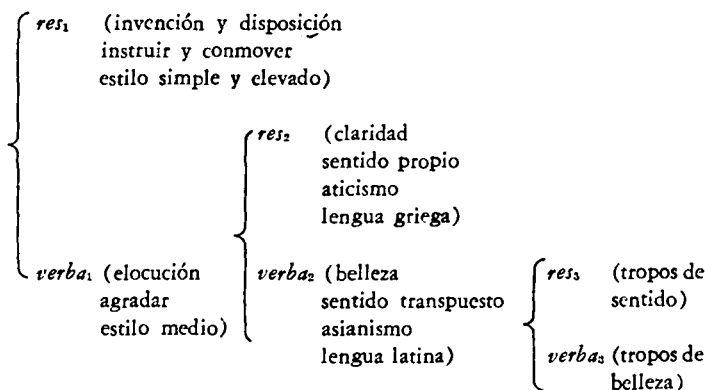 res₁ (invención y disposición
instruir y conmover
estilo simple y elevado)
res₂ (claridad
sentido propio
aticismo
lengua griega)
verba₁ (elocución
agradar
estilo medio)
verba₂ (belleza
sentido transpuesto
asianismo
lengua latina)
res₃ (tropos de
sentido)
verba₃ (tropos de
belleza)